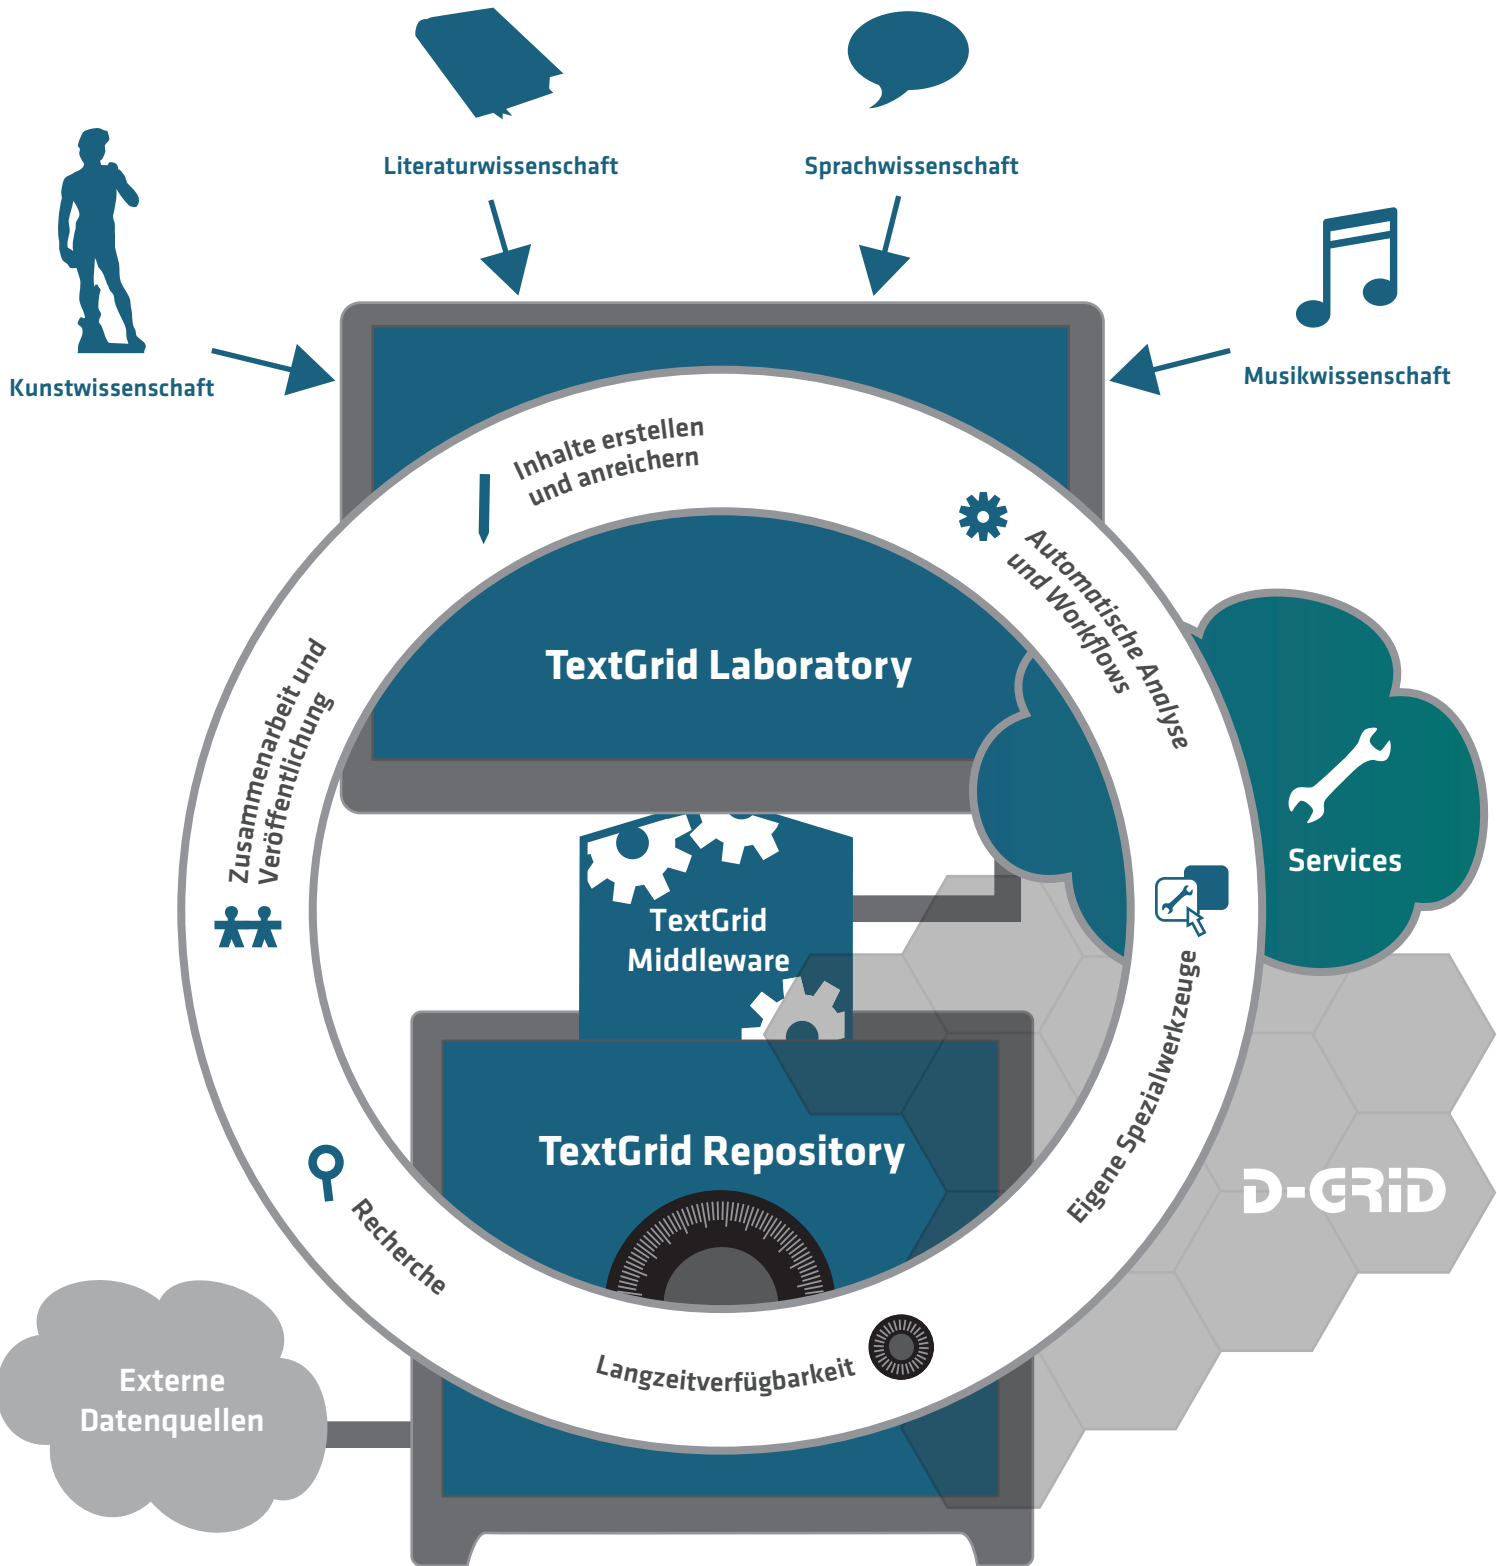 Literaturwissenschaft
Sprachwissenschaft
Kunstwissenschaft
Musikwissenschaft
Inhalte erstellen
und anreichern
Automatische Analyse
und Workflows
Zusammenarbeit und
Veröffentlichung
TextGrid Laboratory
Services
TextGrid
Middleware
Eigene Spezialwerkzeuge
TextGrid Repository
D-GRiD
Recherche
Langzeitverfügbarkeit
Externe
Datenquellen